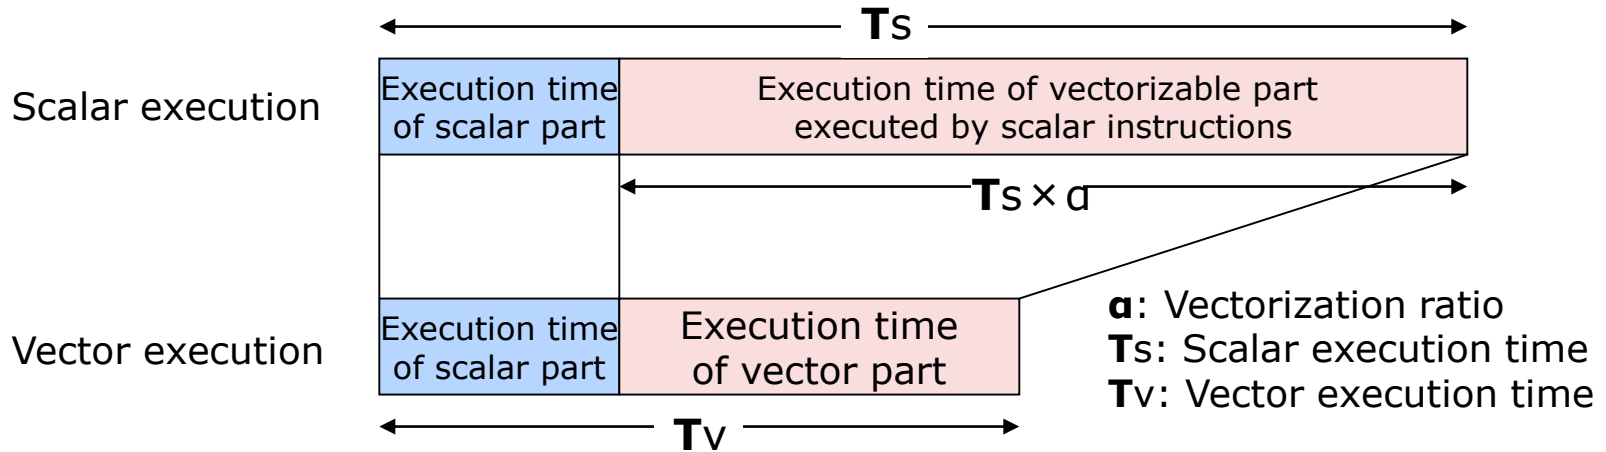 Ts
Scalar execution
Execution time
of scalar part
Execution time of vectorizable part
executed by scalar instructions
Ts×ɑ
Vector execution
Execution time
of scalar part
Execution time
of vector part
ɑ: Vectorization ratio
Ts: Scalar execution time
Tv: Vector execution time
Tv